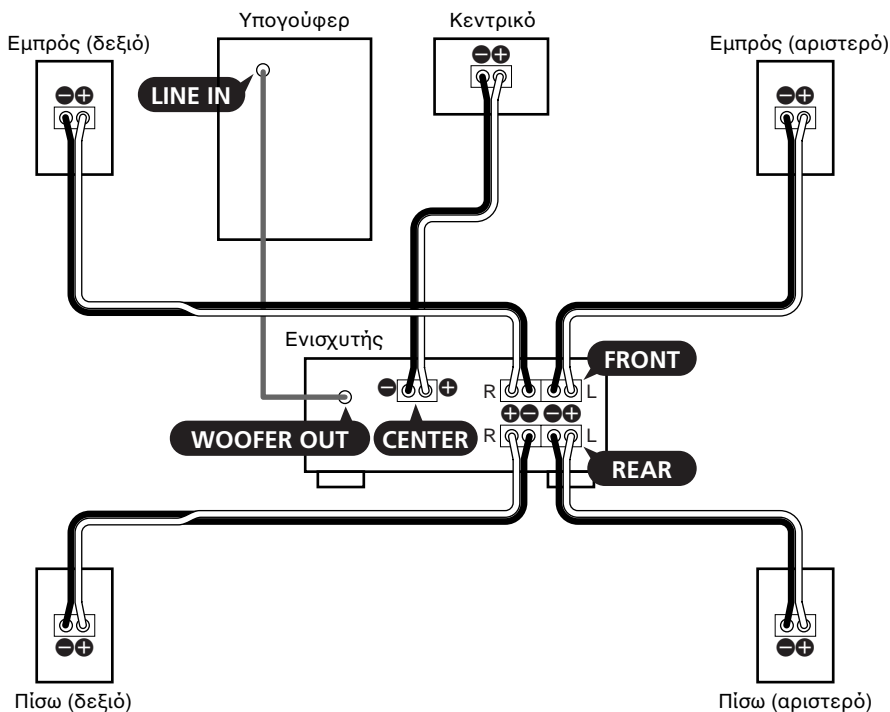 Υπογούφερ
Κεντρικό
Εμπρός (δεξιό)
Εμπρός (αριστερό)
LINE IN
Ενισχυτής
FRONT
R
L
WOOFER OUT
CENTER
R
L
REAR
Πίσω (δεξιό)
Πίσω (αριστερό)